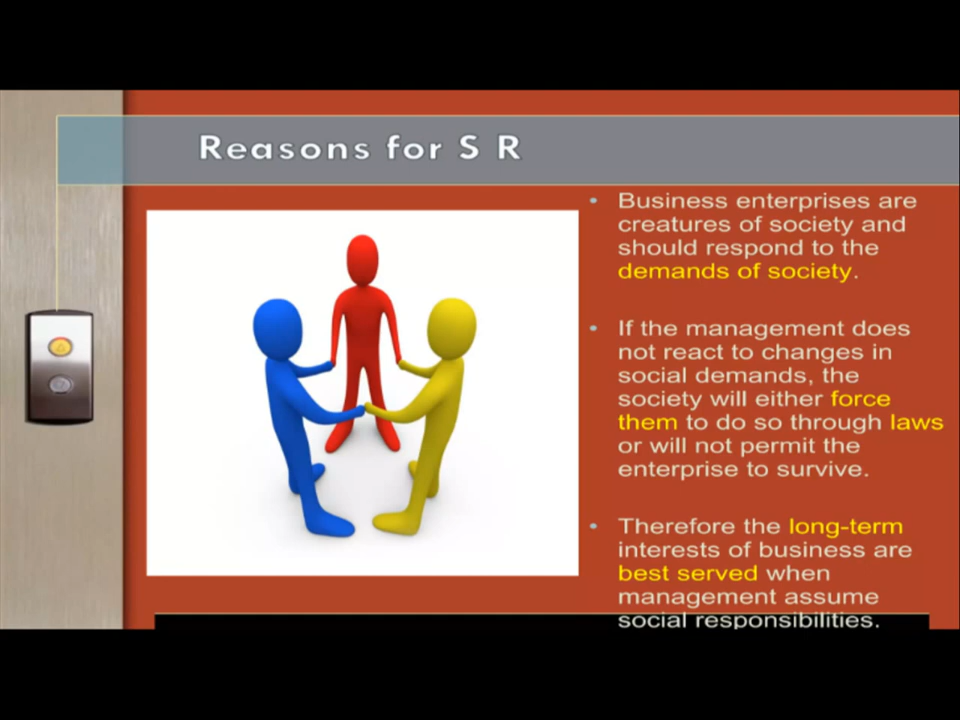 Reasons for S R
• Business enterprises are
creatures of society and
should respond to the
demands of society.
• If the management does
not react to changes in
social demands, the
society will either force
them to do so through laws
or will not permit the
enterprise to survive.
• Therefore the long-term
interests of business are
best served when
management assume
social responsibilities.